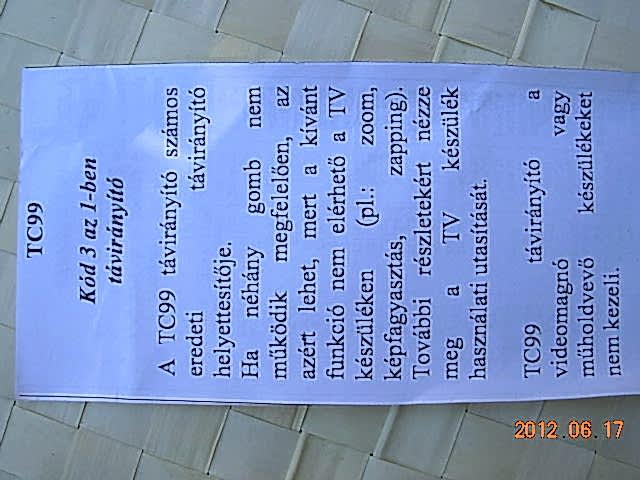 TC99
Kód 3 az 1-ben
távirányító
A TC99 távirányító számos
eredeti távirányító
helyettesítője.
Ha néhány gomb nem
működik megfelelően, az
azért lehet, mert a kívánt
funkció nem elérhető a TV
készüléken (pl.: zoom,
képfagyasztás, zapping).
További részletekért nézze
meg a TV készülék
használati utasítását.
TC99 távirányító a
videomagnó vagy
műholdvevő készülékeket
nem kezeli.
2012.06.17